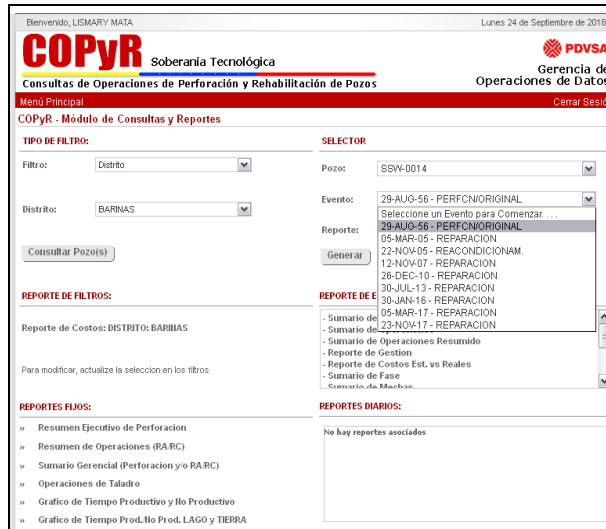 Bienvenido, LISMARY MATA
Lunes 24 de Septiembre de 2018
COPyR Soberanía Tecnológica
PDVSA
Consultas de Operaciones de Perforación y Rehabilitación de Pozos
Gerencia de
Operaciones de Datos
Menú Principal
Cerrar Sesió
COPyR - Módulo de Consultas y Reportes
TIPO DE FILTRO:
Filtro: Distrito
Distrito: BARINAS
Consultar Pozo(s)
SELECTOR
Pozo: SSW-0014
Evento: 29-AUG-56 - PERFCN/ORIGINAL
Seleccione un Evento para Comenzar. . . .
29-AUG-56 - PERFCN/ORIGINAL
05-MAR-05 - REPARACION
22-NOV-05 - REACONDICIONAM.
12-NOV-07 - REPARACION
26-DEC-10 - REPARACION
30-JUL-13 - REPARACION
30-JAN-16 - REPARACION
05-MAR-17 - REPARACION
23-NOV-17 - REPARACION
Reporte:
Generar
REPORTE DE FILTROS:
Reporte de Costos: DISTRITO: BARINAS
Para modificar, actualize la seleccion en los filtros
REPORTE DE E
- Sumario de
- Sumario de
- Sumario de Operaciones Resumido
- Reporte de Gestion
- Reporte de Costos Est. vs Reales
- Sumario de Fase
- Sumario de Mechas
REPORTES FIJOS:
» Resumen Ejecutivo de Perforacion
» Resumen de Operaciones (RA/RC)
» Sumario Gerencial (Perforacion y/o RA/RC)
» Operaciones de Taladro
» Grafico de Tiempo Productivo y No Productivo
» Grafico de Tiempo Prod./No Prod. LAGO y TIERRA
REPORTES DIARIOS:
No hay reportes asociados